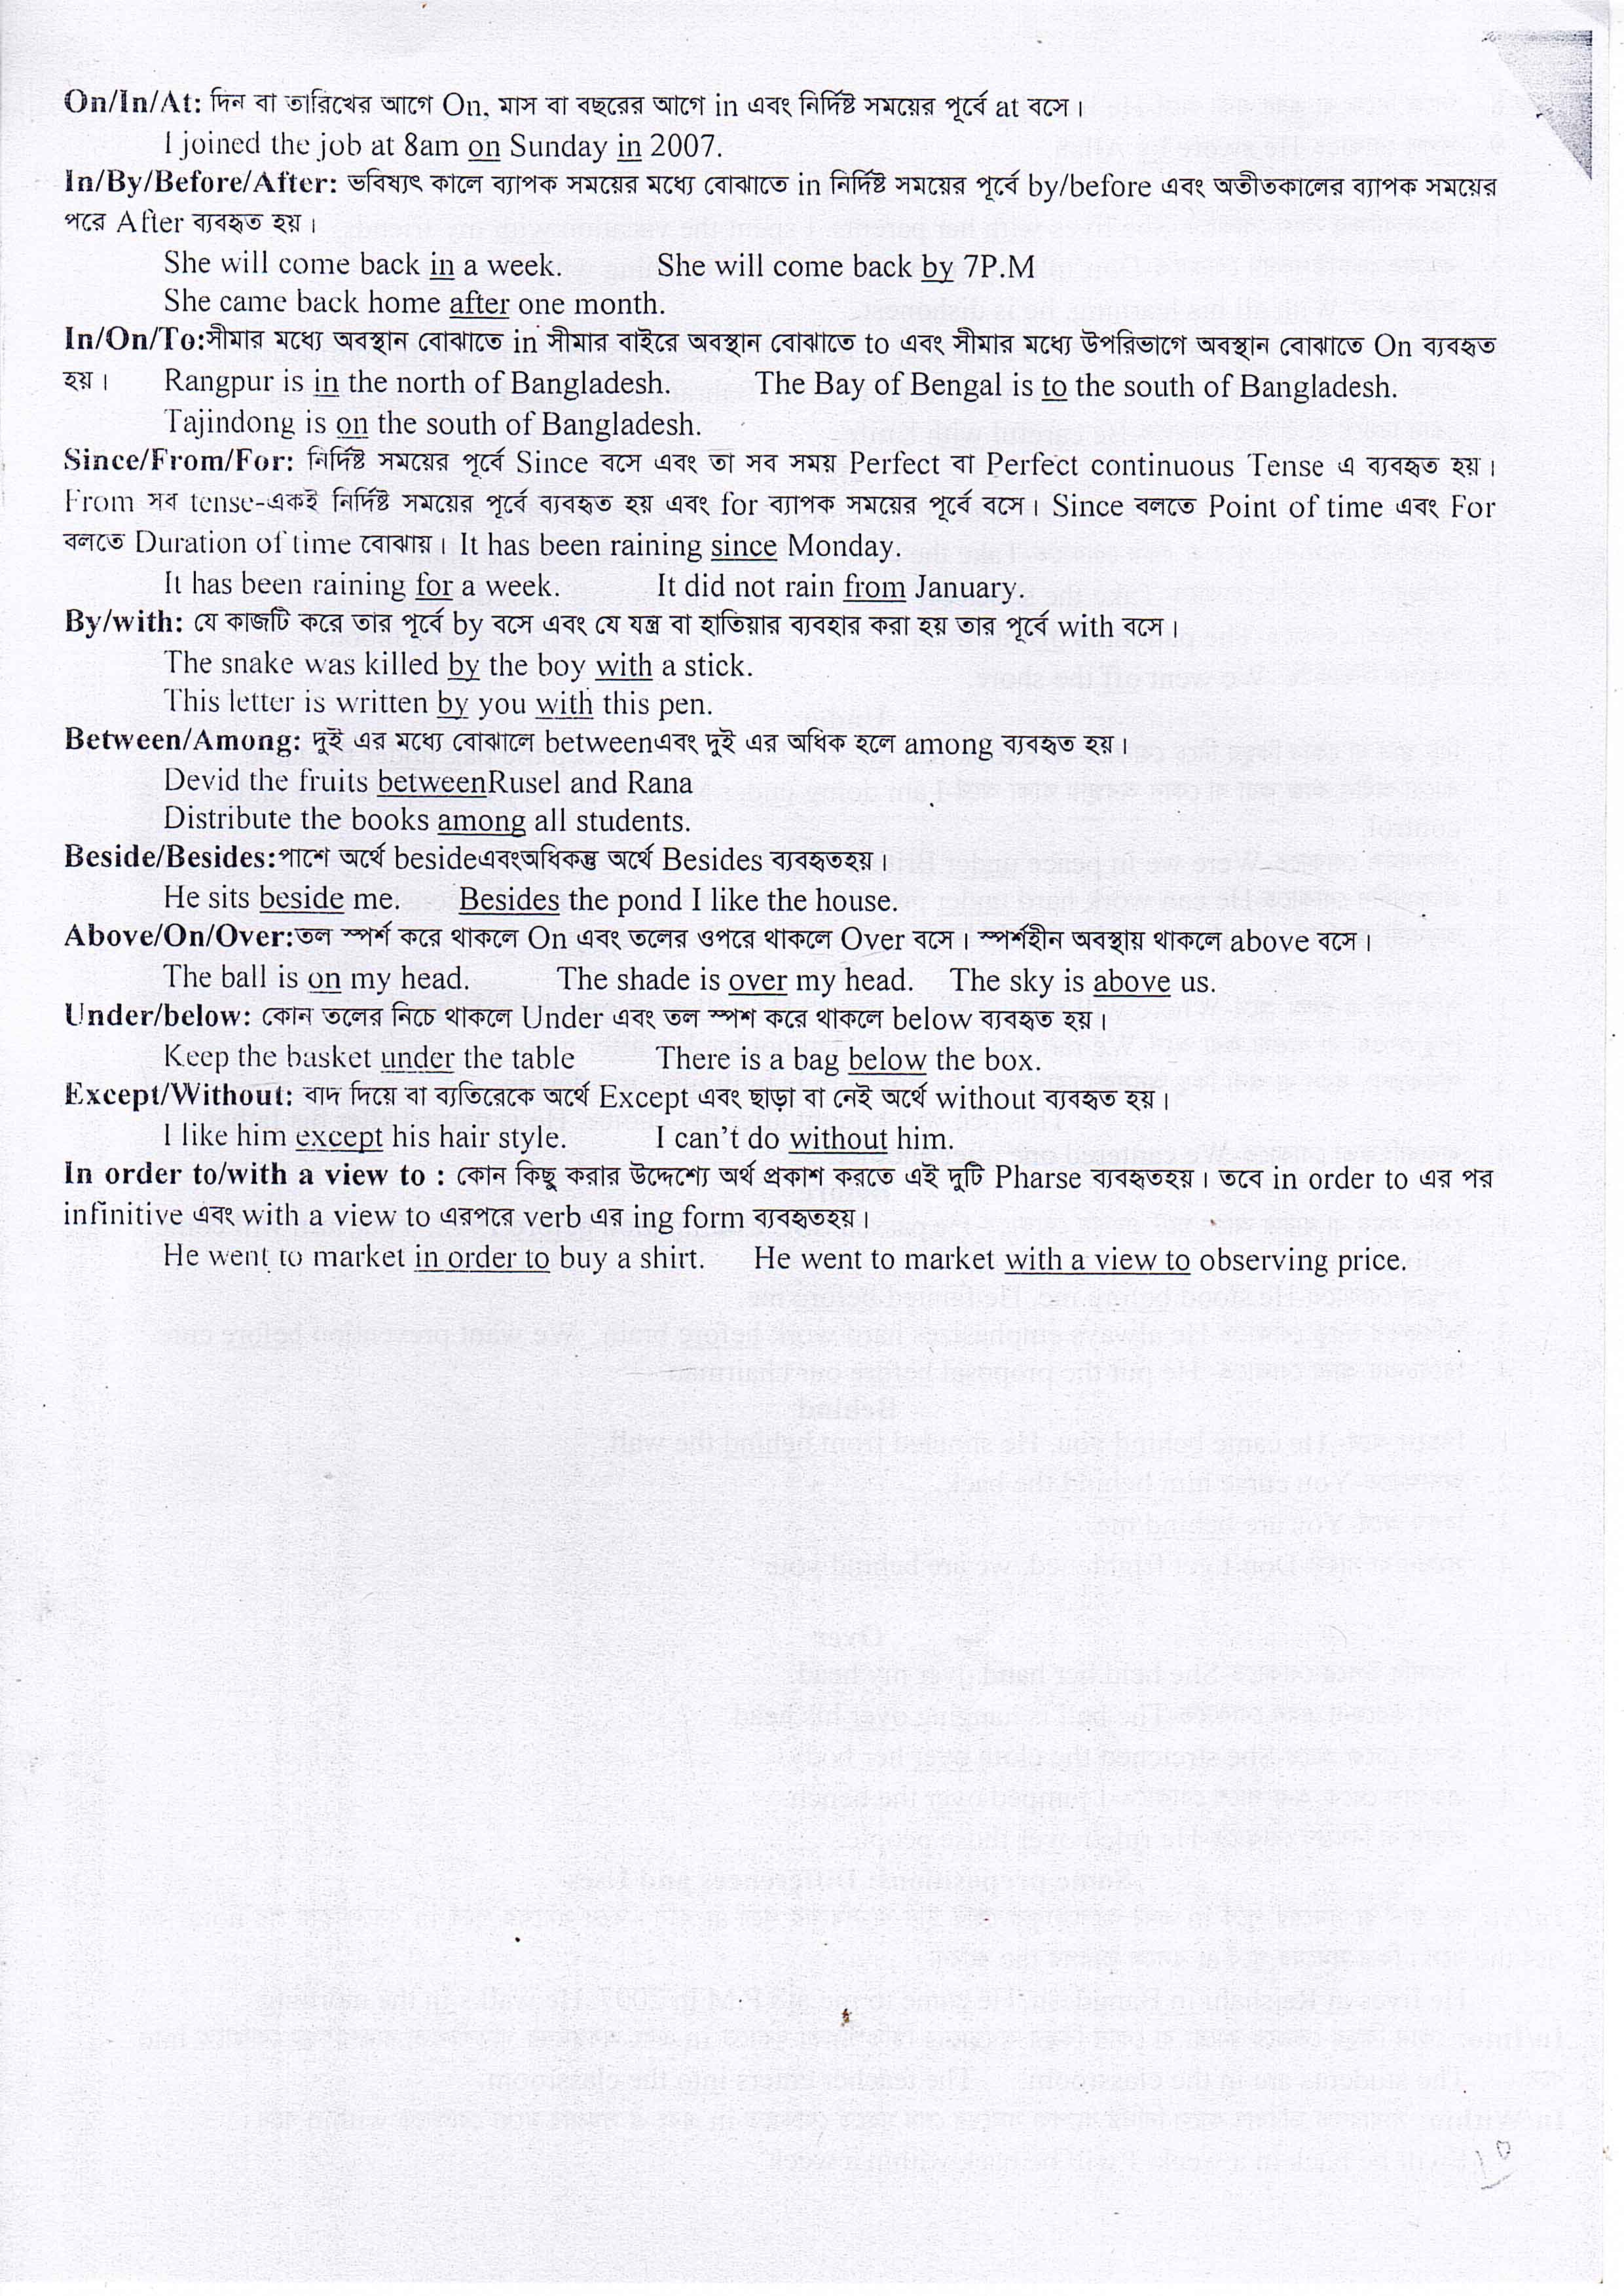 On/In/At: দিন বা তারিখের আগে On, মাস বা বছরের আগে in এবং নির্দিষ্ট সময়ের পূর্বে at বসে।
I joined the job at 8am on Sunday in 2007.
In/By/Before/After: ভবিষ্যৎ কালে ব্যাপক সময়ের মধ্যে বোঝাতে in নির্দিষ্ট সময়ের পূর্বে by/before এবং অতীতকালের ব্যাপক সময়ের
পরে After ব্যবহৃত হয়।
She will come back in a week. She will come back by 7P.M
She came back home after one month.
In/On/To:সীমার মধ্যে অবস্থান বোঝাতে in সীমার বাইরে অবস্থান বোঝাতে to এবং সীমার মধ্যে উপরিভাগে অবস্থান বোঝাতে On ব্যবহৃত
হয়। Rangpur is in the north of Bangladesh. The Bay of Bengal is to the south of Bangladesh.
Tajindong is on the south of Bangladesh.
Since/From/For: নির্দিষ্ট সময়ের পূর্বে Since বসে এবং তা সব সময় Perfect বা Perfect continuous Tense এ ব্যবহৃত হয়।
From সব tense-একই নির্দিষ্ট সময়ের পূর্বে ব্যবহৃত হয় এবং for ব্যাপক সময়ের পূর্বে বসে। Since বলতে Point of time এবং For
বলতে Duration of time বোঝায়। It has been raining since Monday.
It has been raining for a week. It did not rain from January.
By/with: যে কাজটি করে তার পূর্বে by বসে এবং যে যন্ত্র বা হাতিয়ার ব্যবহার করা হয় তার পূর্বে with বসে।
The snake was killed by the boy with a stick.
This letter is written by you with this pen.
Between/Among: দুই এর মধ্যে বোঝালে betweenএবং দুই এর অধিক হলে among ব্যবহৃত হয়।
Devid the fruits betweenRusel and Rana
Distribute the books among all students.
Beside/Besides:পাশে অর্থে besideএবংঅধিকন্তু অর্থে Besides ব্যবহৃতহয়।
He sits beside me. Besides the pond I like the house.
Above/On/Over:তল স্পর্শ করে থাকলে On এবং তলের ওপরে থাকলে Over বসে। স্পর্শহীন অবস্থায় থাকলে above বসে।
The ball is on my head. The shade is over my head. The sky is above us.
Under/below: কোন তলের নিচে থাকলে Under এবং তল স্পশ করে থাকলে below ব্যবহৃত হয়।
Keep the basket under the table There is a bag below the box.
Except/Without: বাদ দিয়ে বা ব্যতিরেকে অর্থে Except এবং ছাড়া বা নেই অর্থে without ব্যবহৃত হয়।
I like him except his hair style. I can't do without him.
In order to/with a view to : কোন কিছু করার উদ্দেশ্যে অর্থ প্রকাশ করতে এই দুটি Pharse ব্যবহৃতহয়। তবে in order to এর পর
infinitive এবং with a view to এরপরে verb এর ing form ব্যবহৃতহয়।
He went to market in order to buy a shirt. He went to market with a view to observing price.